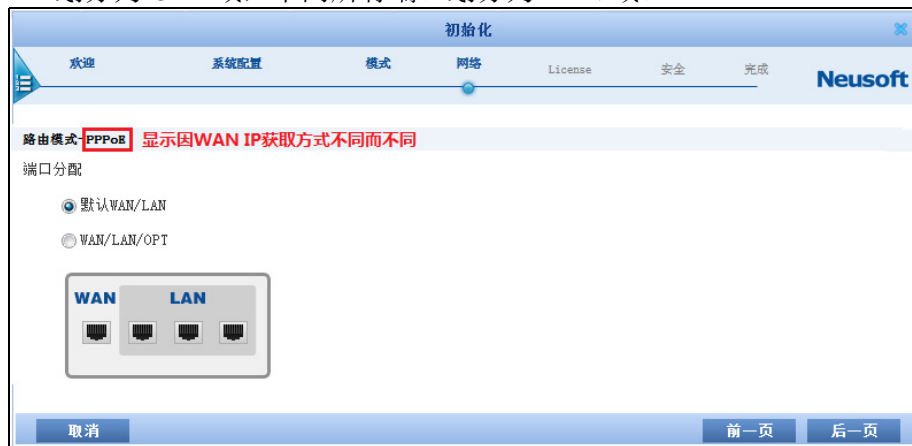 初始化
欢迎 系统配置 模式 网络 License 安全 完成
Neusoft
路由模式-PPPoE 显示因WAN IP获取方式不同而不同
端口分配
默认WAN/LAN
WAN/LAN/OPT
WAN LAN
取消 前一页 后一页